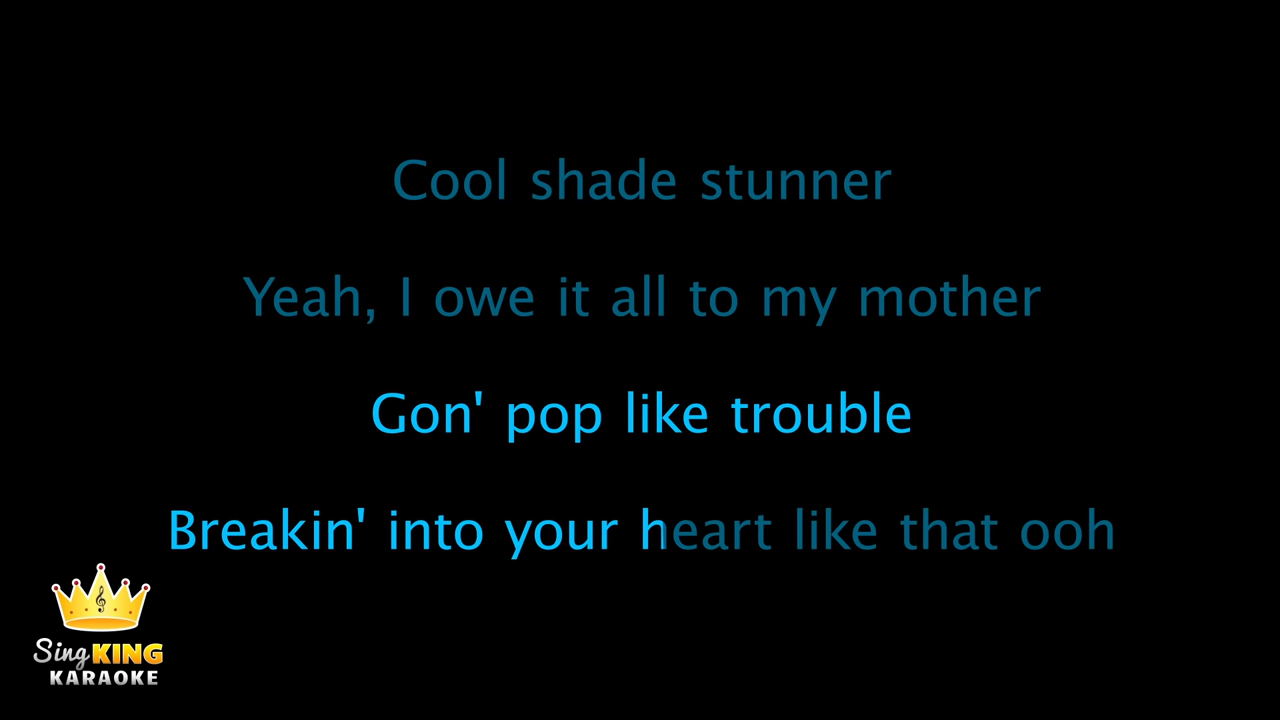 Cool shade stunner
Yeah, I owe it all to my mother
Gon' pop like trouble
Breakin' into your heart like that ooh
Sing KING
KARAOKE